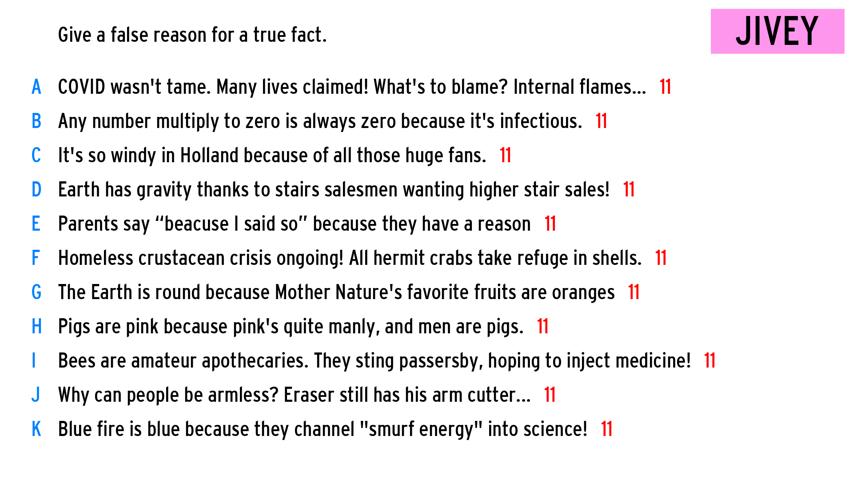 Give a false reason for a true fact.
JIVEY
A COVID wasn't tame. Many lives claimed! What's to blame? Internal flames... 11
B Any number multiply to zero is always zero because it's infectious. 11
C It's so windy in Holland because of all those huge fans. 11
D Earth has gravity thanks to stairs salesmen wanting higher stair sales! 11
E Parents say “beacuse I said so” because they have a reason 11
F Homeless crustacean crisis ongoing! All hermit crabs take refuge in shells. 11
G The Earth is round because Mother Nature's favorite fruits are oranges 11
H Pigs are pink because pink's quite manly, and men are pigs. 11
I Bees are amateur apothecaries. They sting passersby, hoping to inject medicine! 11
J Why can people be armless? Eraser still has his arm cutter... 11
K Blue fire is blue because they channel "smurf energy" into science! 11